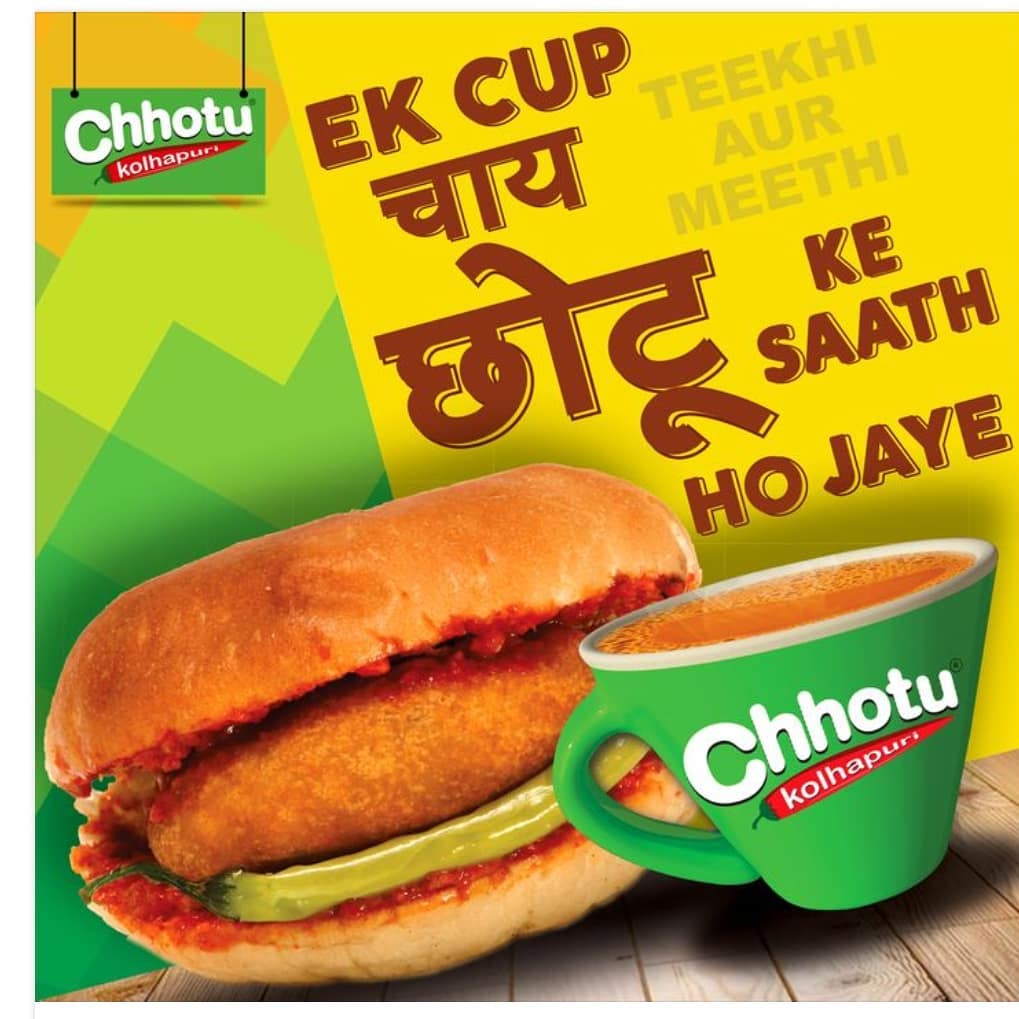 Chhotu
kolhapuri
EK CUP
चाय
छोटू
TEEKHI
AUR
MEETHI
KE
SAATH
HO JAYE
Chhotu®
kolhapuri